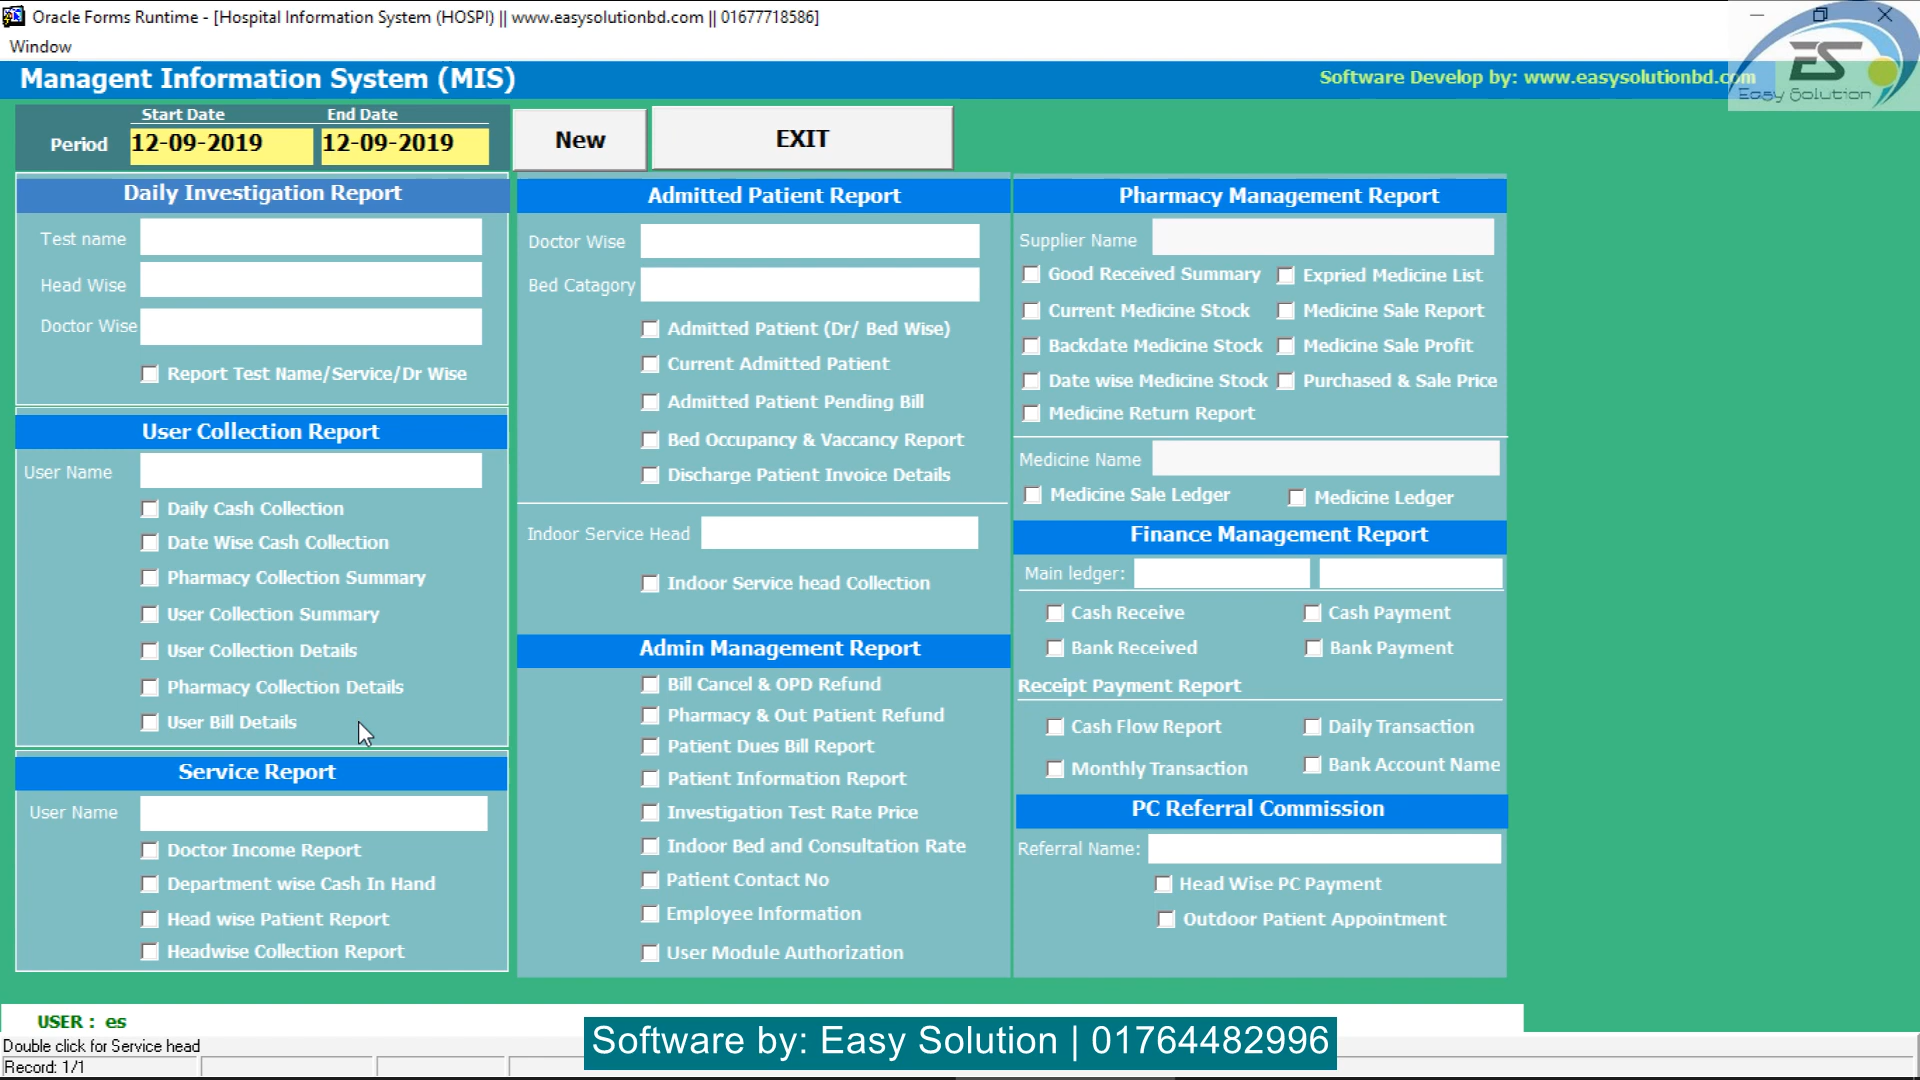 Oracle Forms Runtime - [Hospital Information System (HOSPI) || www.easysolutionbd.com || 01677718586]
Window
Managent Information System (MIS)
Software Develop by: www.easysolutionbd.com
ES
Easy Solution
Start Date
End Date
Period
12-09-2019
12-09-2019
New
EXIT
Daily Investigation Report
Test name
Head Wise
Doctor Wise
Report Test Name/Service/Dr Wise
User Collection Report
User Name
Daily Cash Collection
Date Wise Cash Collection
Pharmacy Collection Summary
User Collection Summary
User Collection Details
Pharmacy Collection Details
User Bill Details
Service Report
User Name
Doctor Income Report
Department wise Cash In Hand
Head wise Patient Report
Headwise Collection Report
Admitted Patient Report
Doctor Wise
Bed Catagory
Admitted Patient (Dr/ Bed Wise)
Current Admitted Patient
Admitted Patient Pending Bill
Bed Occupancy & Vaccancy Report
Discharge Patient Invoice Details
Indoor Service Head
Indoor Service head Collection
Admin Management Report
Bill Cancel & OPD Refund
Pharmacy & Out Patient Refund
Patient Dues Bill Report
Patient Information Report
Investigation Test Rate Price
Indoor Bed and Consultation Rate
Patient Contact No
Employee Information
User Module Authorization
Pharmacy Management Report
Supplier Name
Good Received Summary
Expried Medicine List
Current Medicine Stock
Medicine Sale Report
Backdate Medicine Stock
Medicine Sale Profit
Date wise Medicine Stock
Purchased & Sale Price
Medicine Return Report
Medicine Name
Medicine Sale Ledger
Medicine Ledger
Finance Management Report
Main ledger:
Cash Receive
Cash Payment
Bank Received
Bank Payment
Receipt Payment Report
Cash Flow Report
Daily Transaction
Monthly Transaction
Bank Account Name
PC Referral Commission
Referral Name:
Head Wise PC Payment
Outdoor Patient Appointment
USER : es
Software by: Easy Solution | 01764482996
Double click for Service head
Record: 1/1